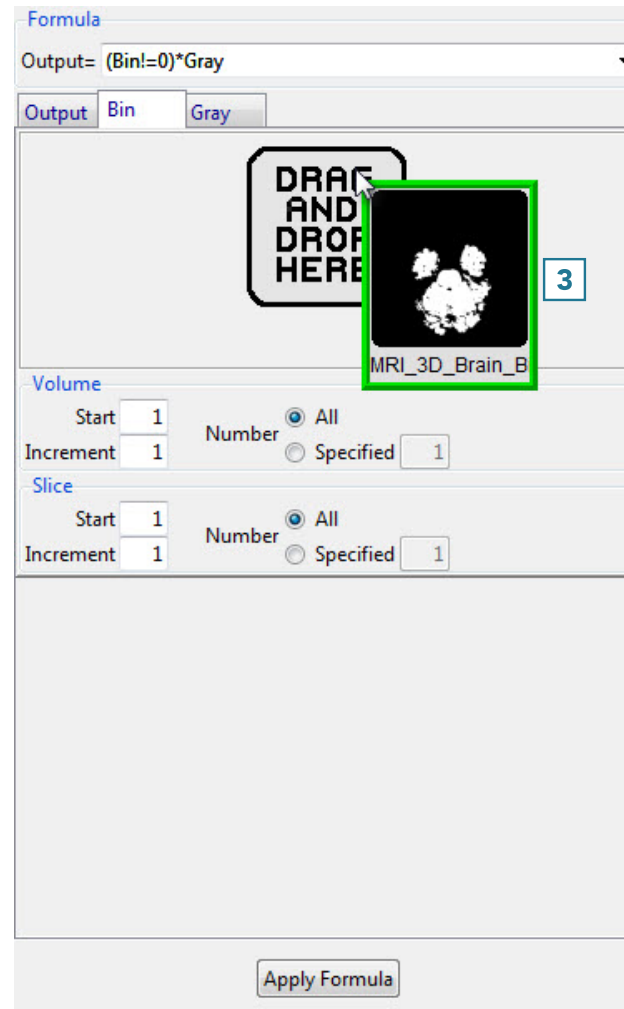 Formula
Output= (Bin!=0)*Gray
Output Bin Gray
DRAG
AND
DROP
HERE
3
MRI_3D_Brain_B
Volume
Start 1
Increment 1
Number
All
Specified 1
Slice
Start 1
Increment 1
Number
All
Specified 1
Apply Formula